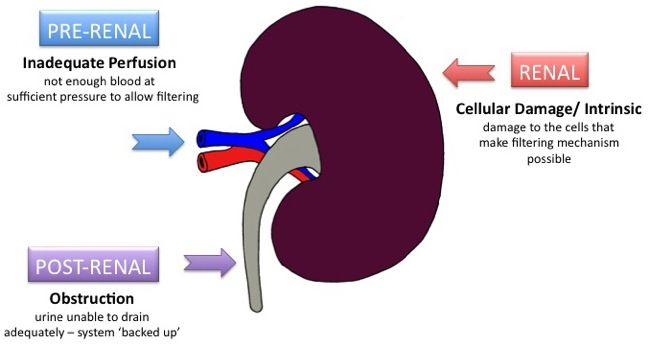 PRE-RENAL
Inadequate Perfusion
not enough blood at
sufficient pressure to allow filtering
RENAL
Cellular Damage/ Intrinsic
damage to the cells that
make filtering mechanism
possible
POST-RENAL
Obstruction
urine unable to drain
adequately – system ‘backed up’